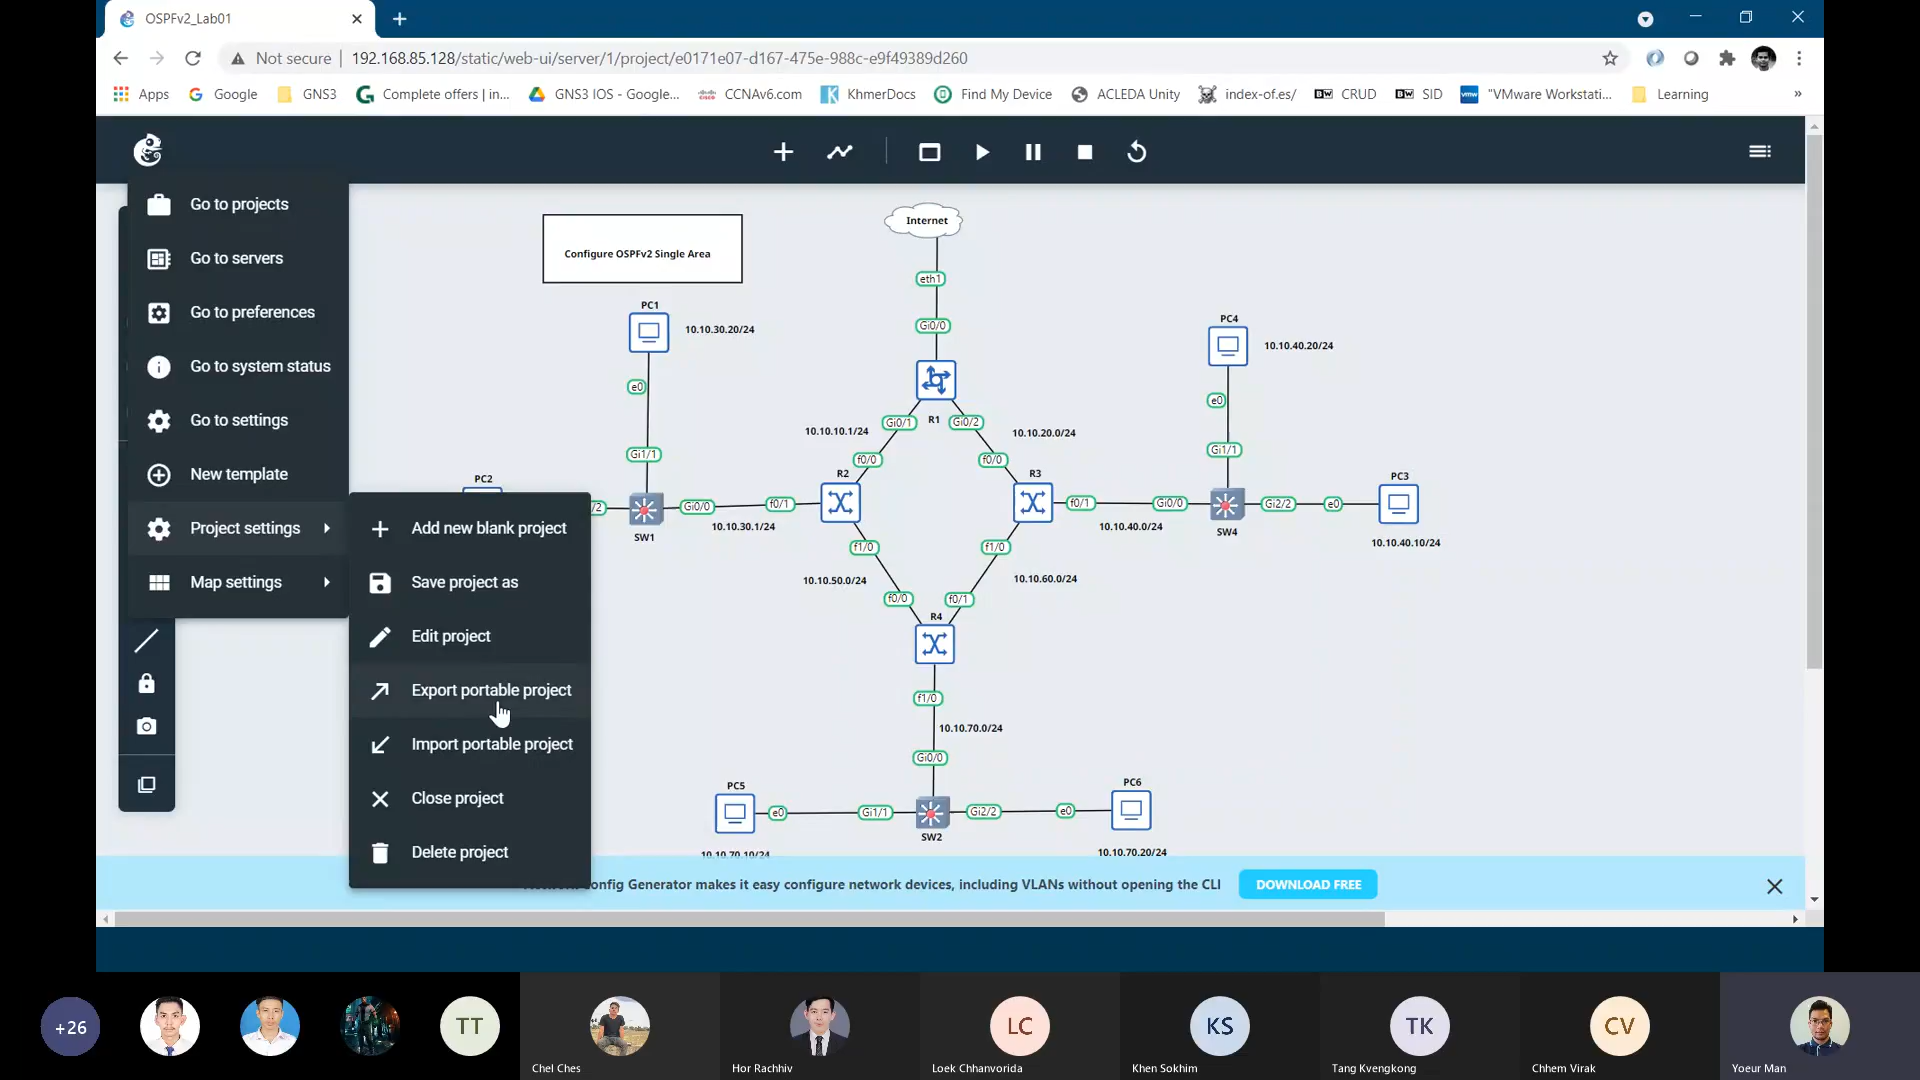 OSPFv2_Lab01
Not secure
192.168.85.128/static/web-ui/server/1/project/e0171e07-d167-475e-988c-e9f49389d260
Apps
Google
GNS3
Complete offers | in...
GNS3 IOS - Google...
CCNAv6.com
KhmerDocs
Find My Device
ACLEDA Unity
index-of.es/
BW CRUD
BW SID
vmw "VMware Workstati...
Learning
»
Go to projects
Go to servers
Go to preferences
Go to system status
Go to settings
New template
Project settings
Map settings
Add new blank project
Save project as
Edit project
Export portable project
Import portable project
Close project
Delete project
Configure OSPFv2 Single Area
Internet
eth1
Gi0/0
PC1
10.10.30.20/24
e0
Gi1/1
PC4
10.10.40.20/24
e0
Gi1/1
R1
Gi0/1
Gi0/2
10.10.10.1/24
10.10.20.0/24
f0/0
f0/0
PC2
R2
R3
PC3
/2
SW1
Gi0/0
f0/1
10.10.30.1/24
f0/1
Gi0/0
10.10.40.0/24
SW4
Gi2/2
e0
10.10.40.10/24
f1/0
f1/0
10.10.50.0/24
10.10.60.0/24
f0/0
f0/1
R4
f1/0
10.10.70.0/24
Gi0/0
PC5
e0
Gi1/1
SW2
Gi2/2
e0
PC6
10.10.70.10/24
10.10.70.20/24
onfig Generator makes it easy configure network devices, including VLANs without opening the CLI
DOWNLOAD FREE
+26
TT
LC
KS
TK
CV
Chel Ches
Hor Rachhiv
Loek Chhanvorida
Khen Sokhim
Tang Kvengkong
Chhem Virak
Yoeur Man